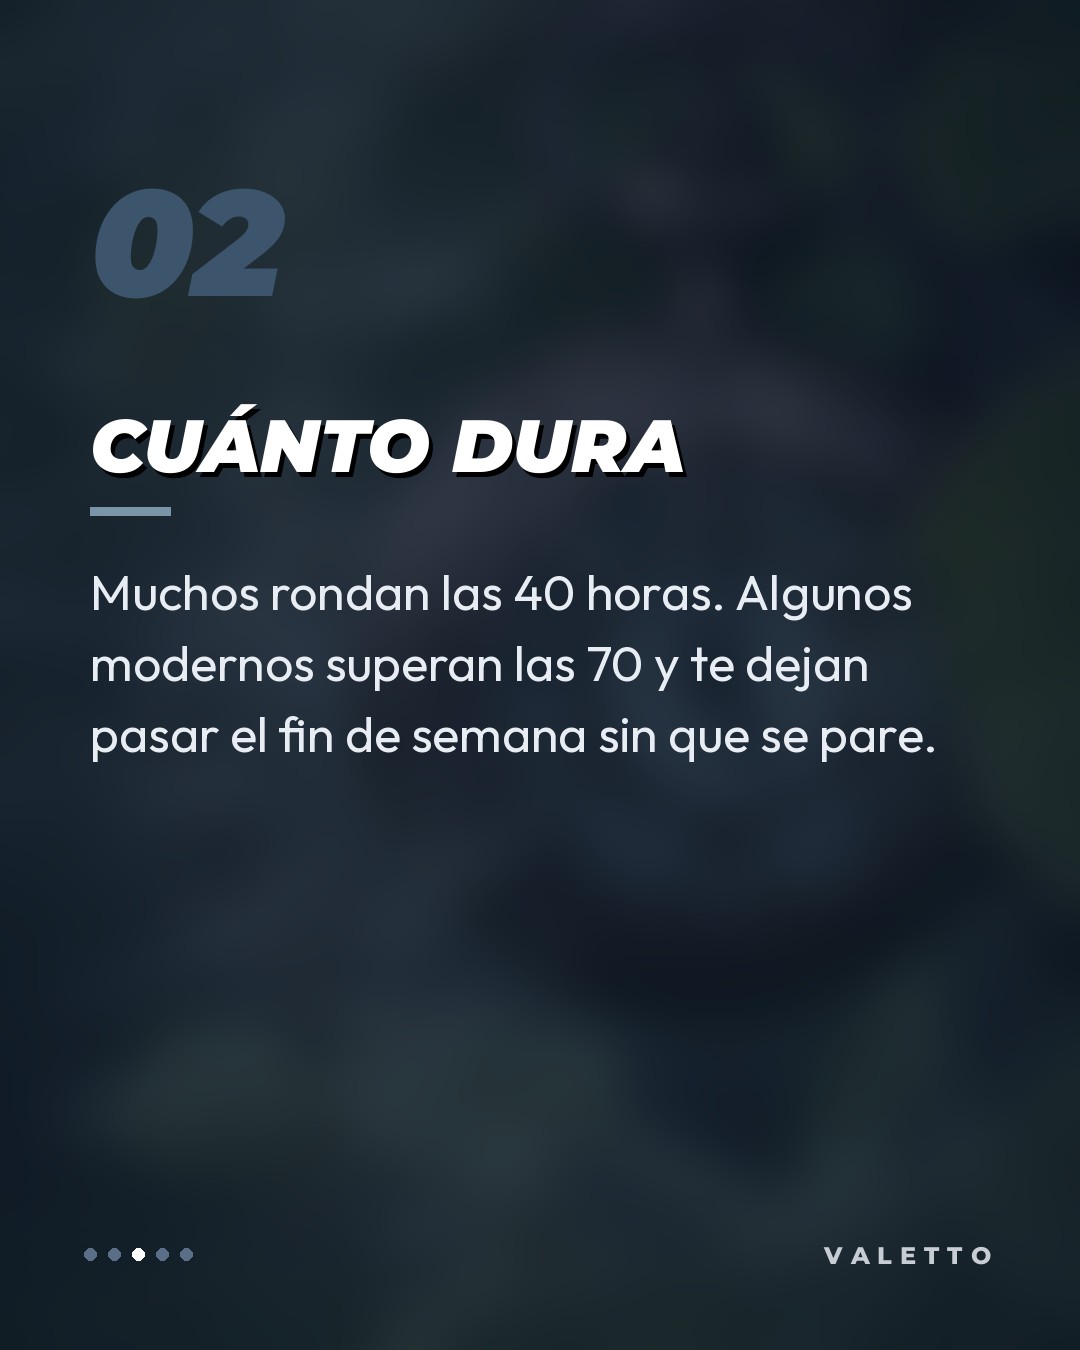 02
CUÁNTO DURA
Muchos rondan las 40 horas. Algunos
modernos superan las 70 y te dejan
pasar el fin de semana sin que se pare.
VALETTO